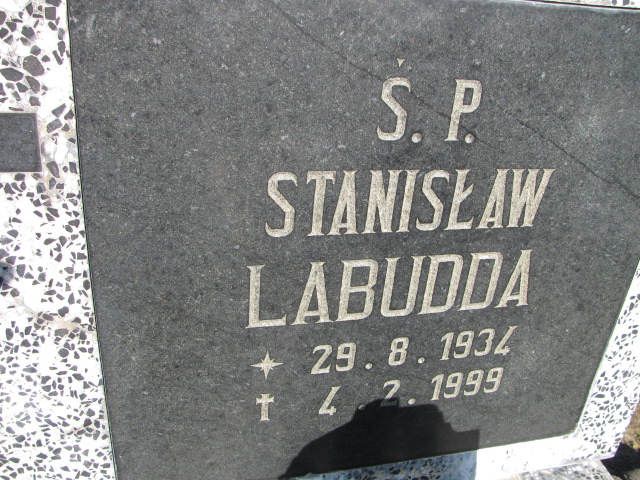 Ś. P.
STANISŁAW
LABUDDA
29.8.1934
4.2.1999